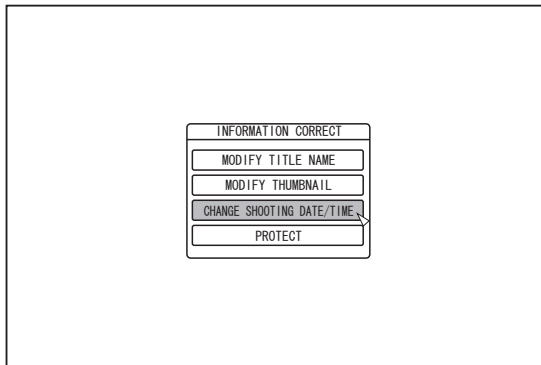 INFORMATION CORRECT
MODIFY TITLE NAME
MODIFY THUMBNAIL
CHANGE SHOOTING DATE/TIME
PROTECT